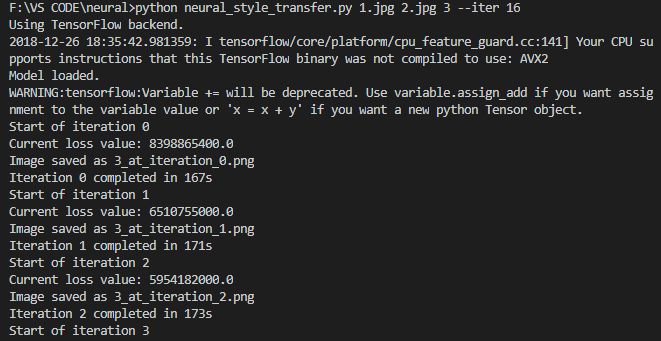 F:\VS CODE\neural>python neural_style_transfer.py 1.jpg 2.jpg 3 --iter 16
Using TensorFlow backend.
2018-12-26 18:35:42.981359: I tensorflow/core/platform/cpu_feature_guard.cc:141] Your CPU su
pports instructions that this TensorFlow binary was not compiled to use: AVX2
Model loaded.
WARNING:tensorflow:Variable += will be deprecated. Use variable.assign_add if you want assig
nment to the variable value or 'x = x + y' if you want a new python Tensor object.
Start of iteration 0
Current loss value: 8398865400.0
Image saved as 3_at_iteration_0.png
Iteration 0 completed in 167s
Start of iteration 1
Current loss value: 6510755000.0
Image saved as 3_at_iteration_1.png
Iteration 1 completed in 171s
Start of iteration 2
Current loss value: 5954182000.0
Image saved as 3_at_iteration_2.png
Iteration 2 completed in 173s
Start of iteration 3